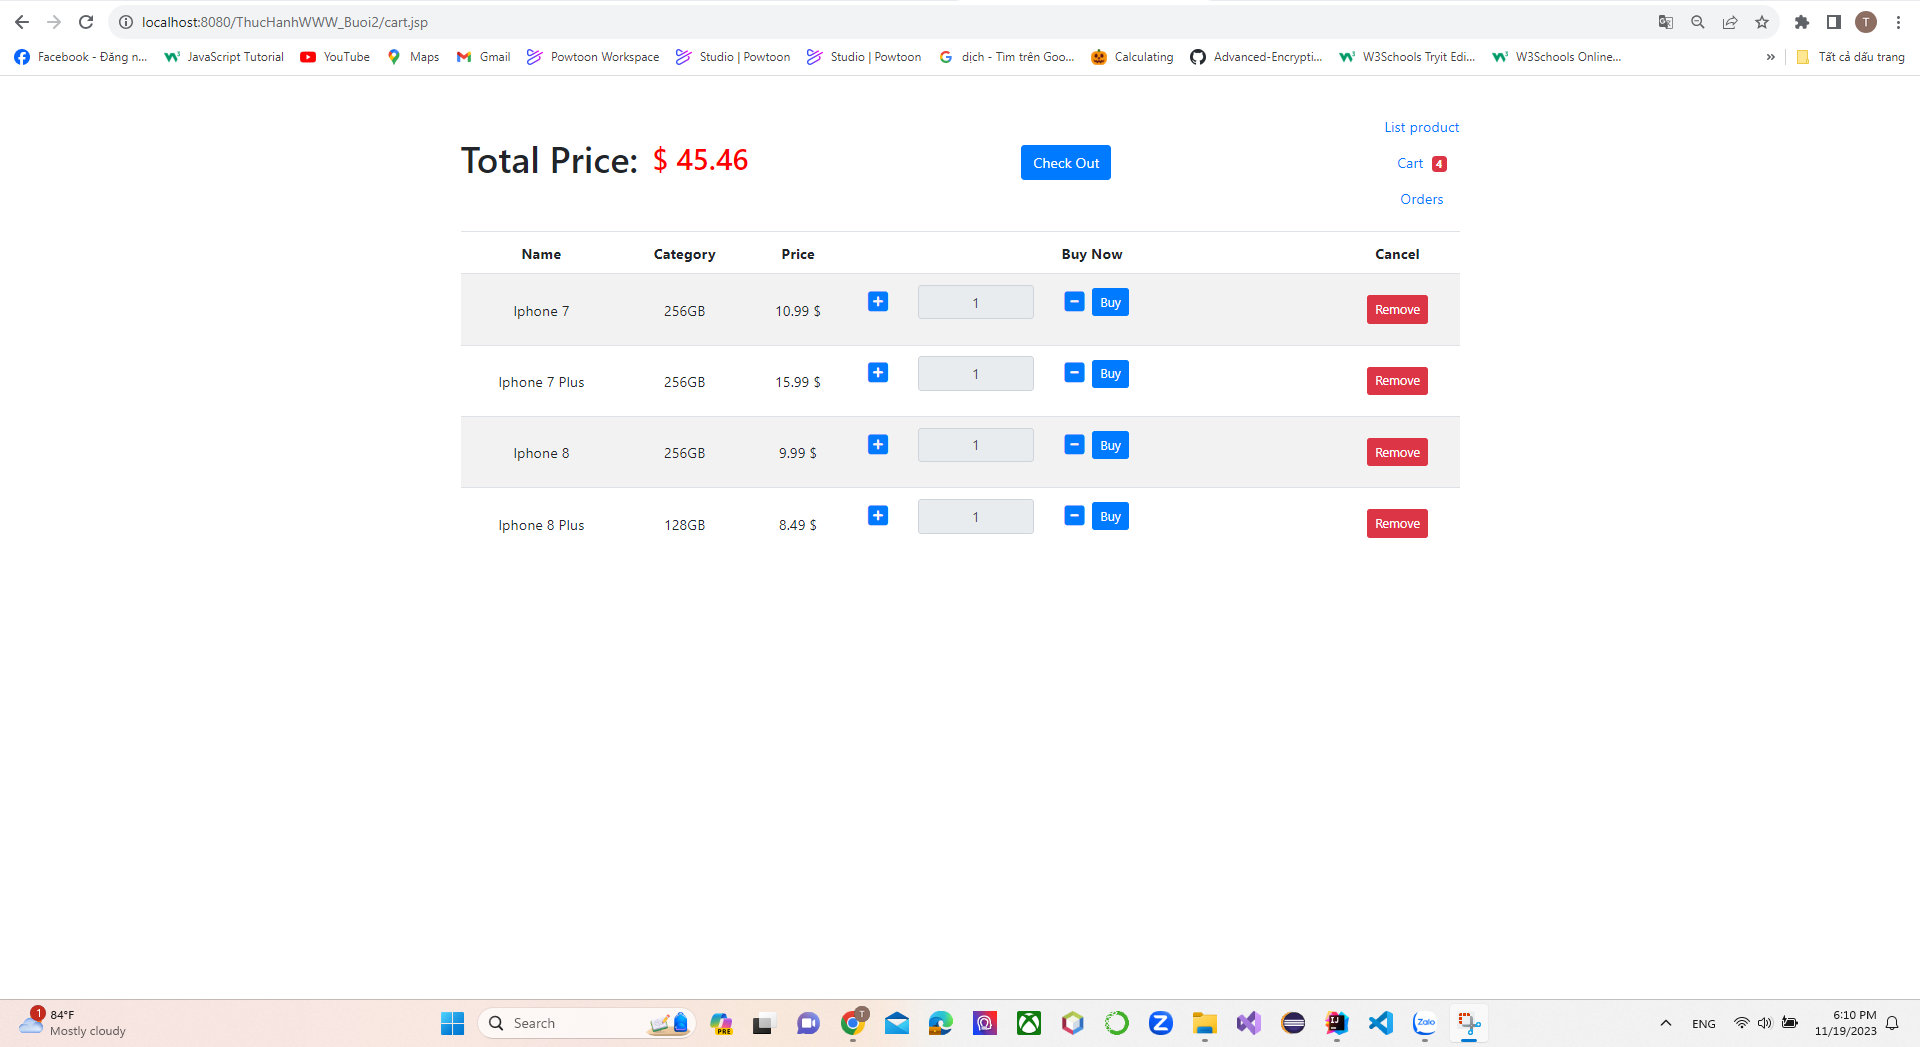 localhost:8080/ThucHanhWWW_Buoi2/cart.jsp
T
Facebook - Đăng n... JavaScript Tutorial YouTube Maps Gmail Powtoon Workspace Studio | Powtoon Studio | Powtoon dịch - Tìm trên Goo... Calculating Advanced-Encrypti... W3Schools Tryit Edi... W3Schools Online... » Tất cả dấu trang
List product
Total Price: $ 45.46 Check Out
Cart 4
Orders
Name Category Price Buy Now Cancel
Iphone 7 256GB 10.99 $ + 1 - Buy Remove
Iphone 7 Plus 256GB 15.99 $ + 1 - Buy Remove
Iphone 8 256GB 9.99 $ + 1 - Buy Remove
Iphone 8 Plus 128GB 8.49 $ + 1 - Buy Remove
1
84°F
Mostly cloudy
Search
PRE
T
Z
IJ
Zalo
ENG
6:10 PM
11/19/2023